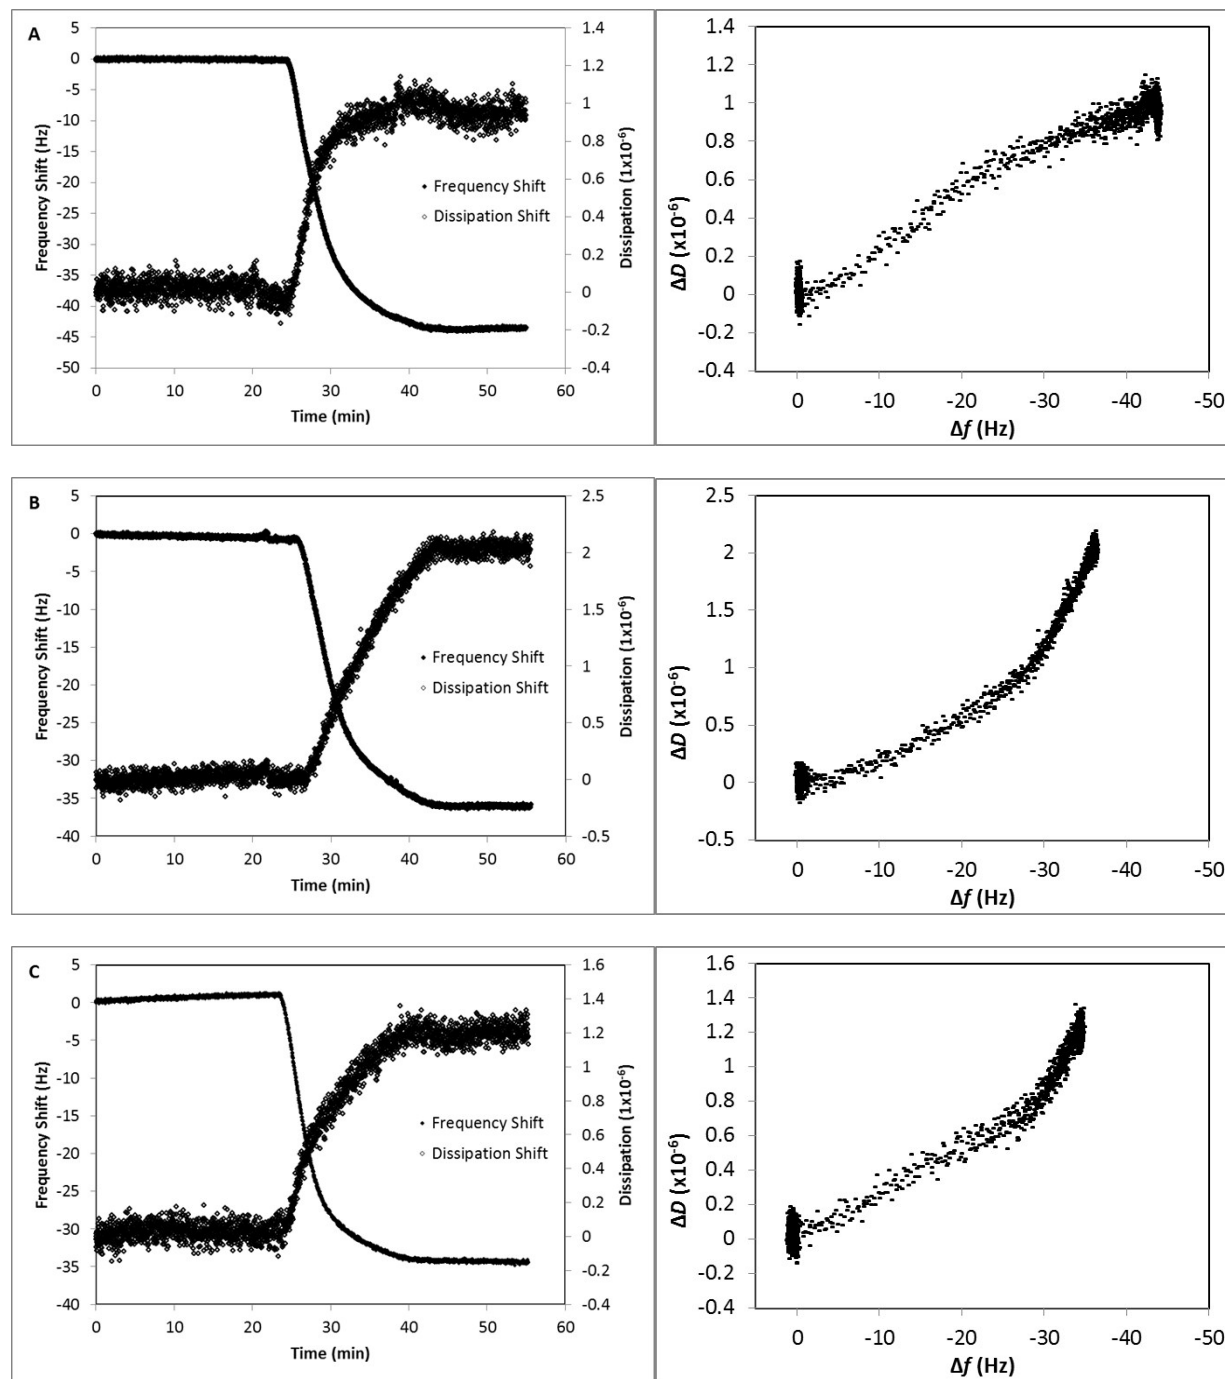 A
5
0
-5
-10
-15
-20
-25
-30
-35
-40
-45
-50
Frequency Shift (Hz)
0 10 20 30 40 50 60
Time (min)
1.4
1.2
1
0.8
0.6
0.4
0.2
0
-0.2
-0.4
Dissipation (1x10⁻⁶)
Frequency Shift
Dissipation Shift
1.4
1.2
1
0.8
0.6
0.4
0.2
0
-0.2
-0.4
ΔD (x10⁻⁶)
0 -10 -20 -30 -40 -50
Δf (Hz)
B
5
0
-5
-10
-15
-20
-25
-30
-35
-40
Frequency Shift (Hz)
0 10 20 30 40 50 60
Time (min)
2.5
2
1.5
1
0.5
0
-0.5
Dissipation (1x10⁻⁶)
Frequency Shift
Dissipation Shift
2.5
2
1.5
1
0.5
0
-0.5
ΔD (x10⁻⁶)
0 -10 -20 -30 -40 -50
Δf (Hz)
C
5
0
-5
-10
-15
-20
-25
-30
-35
-40
Frequency Shift (Hz)
0 10 20 30 40 50 60
Time (min)
1.6
1.4
1.2
1
0.8
0.6
0.4
0.2
0
-0.2
-0.4
Dissipation (1x10⁻⁶)
Frequency Shift
Dissipation Shift
1.6
1.4
1.2
1
0.8
0.6
0.4
0.2
0
-0.2
-0.4
ΔD (x10⁻⁶)
0 -10 -20 -30 -40 -50
Δf (Hz)